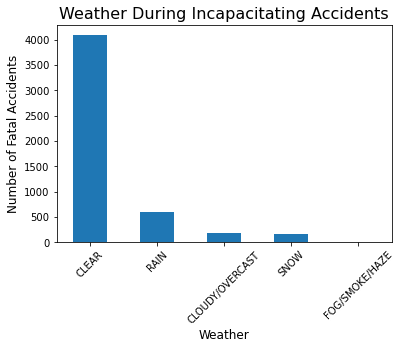 Weather During Incapacitating Accidents
Number of Fatal Accidents
4000
3500
3000
2500
2000
1500
1000
500
0
CLEAR
RAIN
CLOUDY/OVERCAST
SNOW
FOG/SMOKE/HAZE
Weather